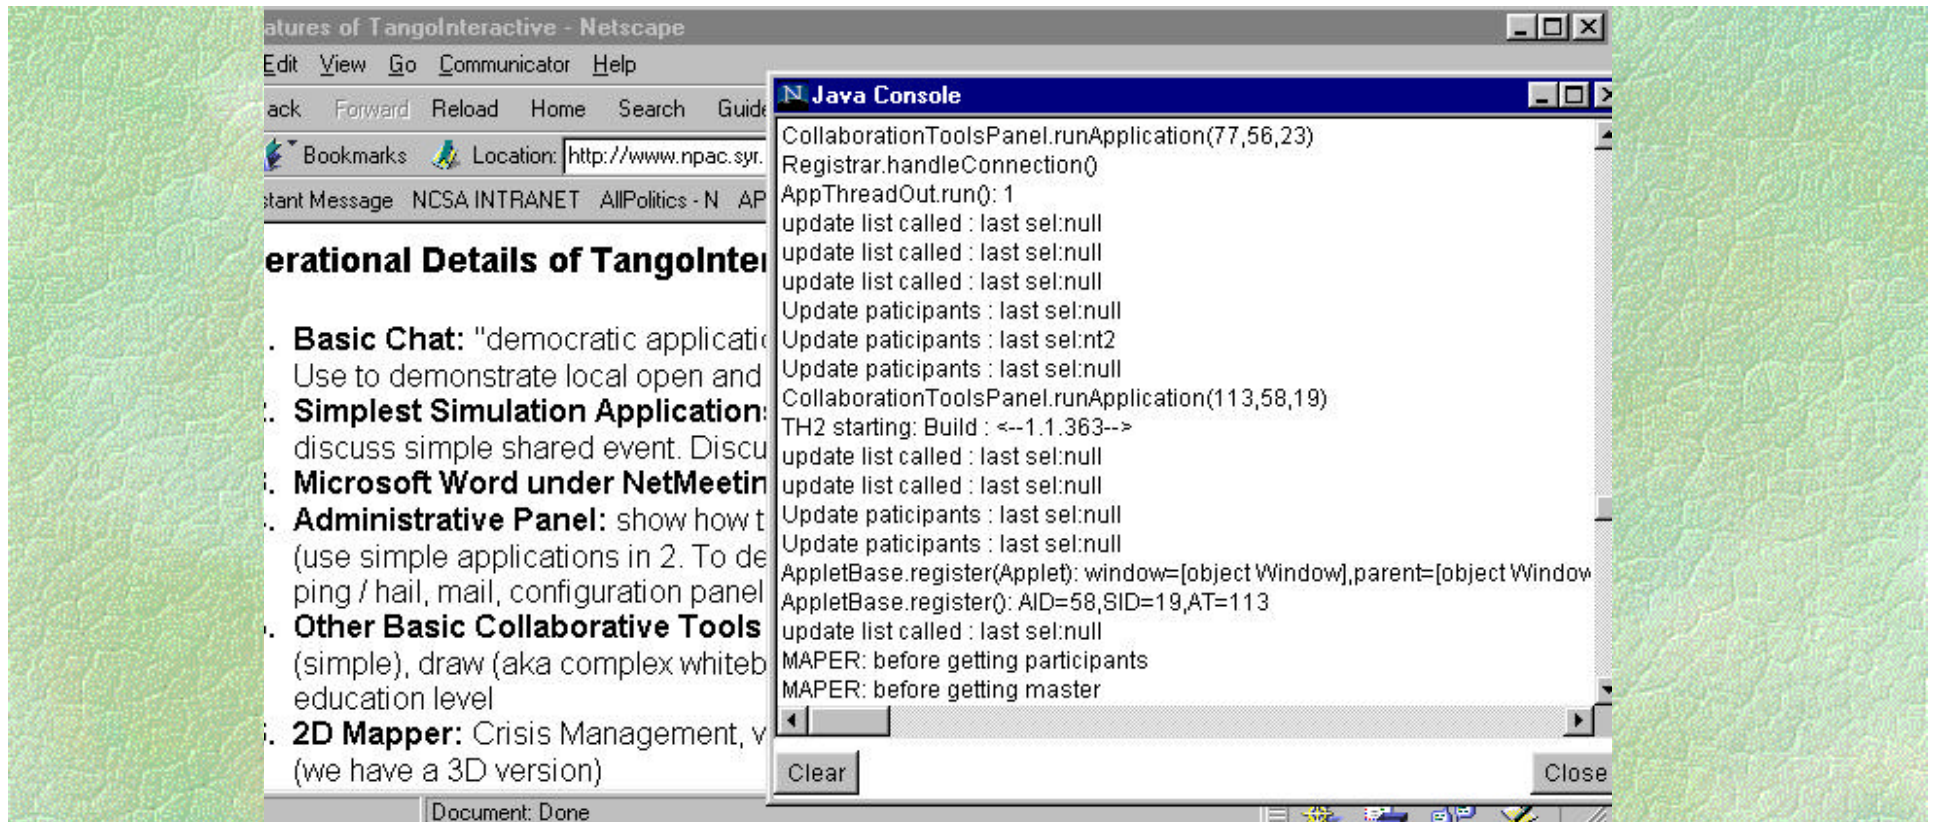 atures of TangoInteractive - Netscape
Edit View Go Communicator Help
ack Forward Reload Home Search Guide
Bookmarks Location: http://www.npac.syr.
stant Message NCSA INTRANET AllPolitics - N AP
erational Details of TangoInter
. Basic Chat: "democratic applicatio
Use to demonstrate local open and
2. Simplest Simulation Applications
discuss simple shared event. Discu
3. Microsoft Word under NetMeetin
4. Administrative Panel: show how t
(use simple applications in 2. To de
ping / hail, mail, configuration panel
5. Other Basic Collaborative Tools
(simple), draw (aka complex whiteb
education level
6. 2D Mapper: Crisis Management, v
(we have a 3D version)
Document: Done
Java Console
CollaborationToolsPanel.runApplication(77,56,23)
Registrar.handleConnection()
AppThreadOut.run(): 1
update list called : last sel:null
update list called : last sel:null
update list called : last sel:null
Update paticipants : last sel:null
Update paticipants : last sel:nt2
Update paticipants : last sel:null
CollaborationToolsPanel.runApplication(113,58,19)
TH2 starting: Build : <--1.1.363-->
update list called : last sel:null
update list called : last sel:null
Update paticipants : last sel:null
Update paticipants : last sel:null
AppletBase.register(Applet): window=[object Window],parent=[object Window
AppletBase.register(): AID=58,SID=19,AT=113
update list called : last sel:null
MAPER: before getting participants
MAPER: before getting master
Clear Close